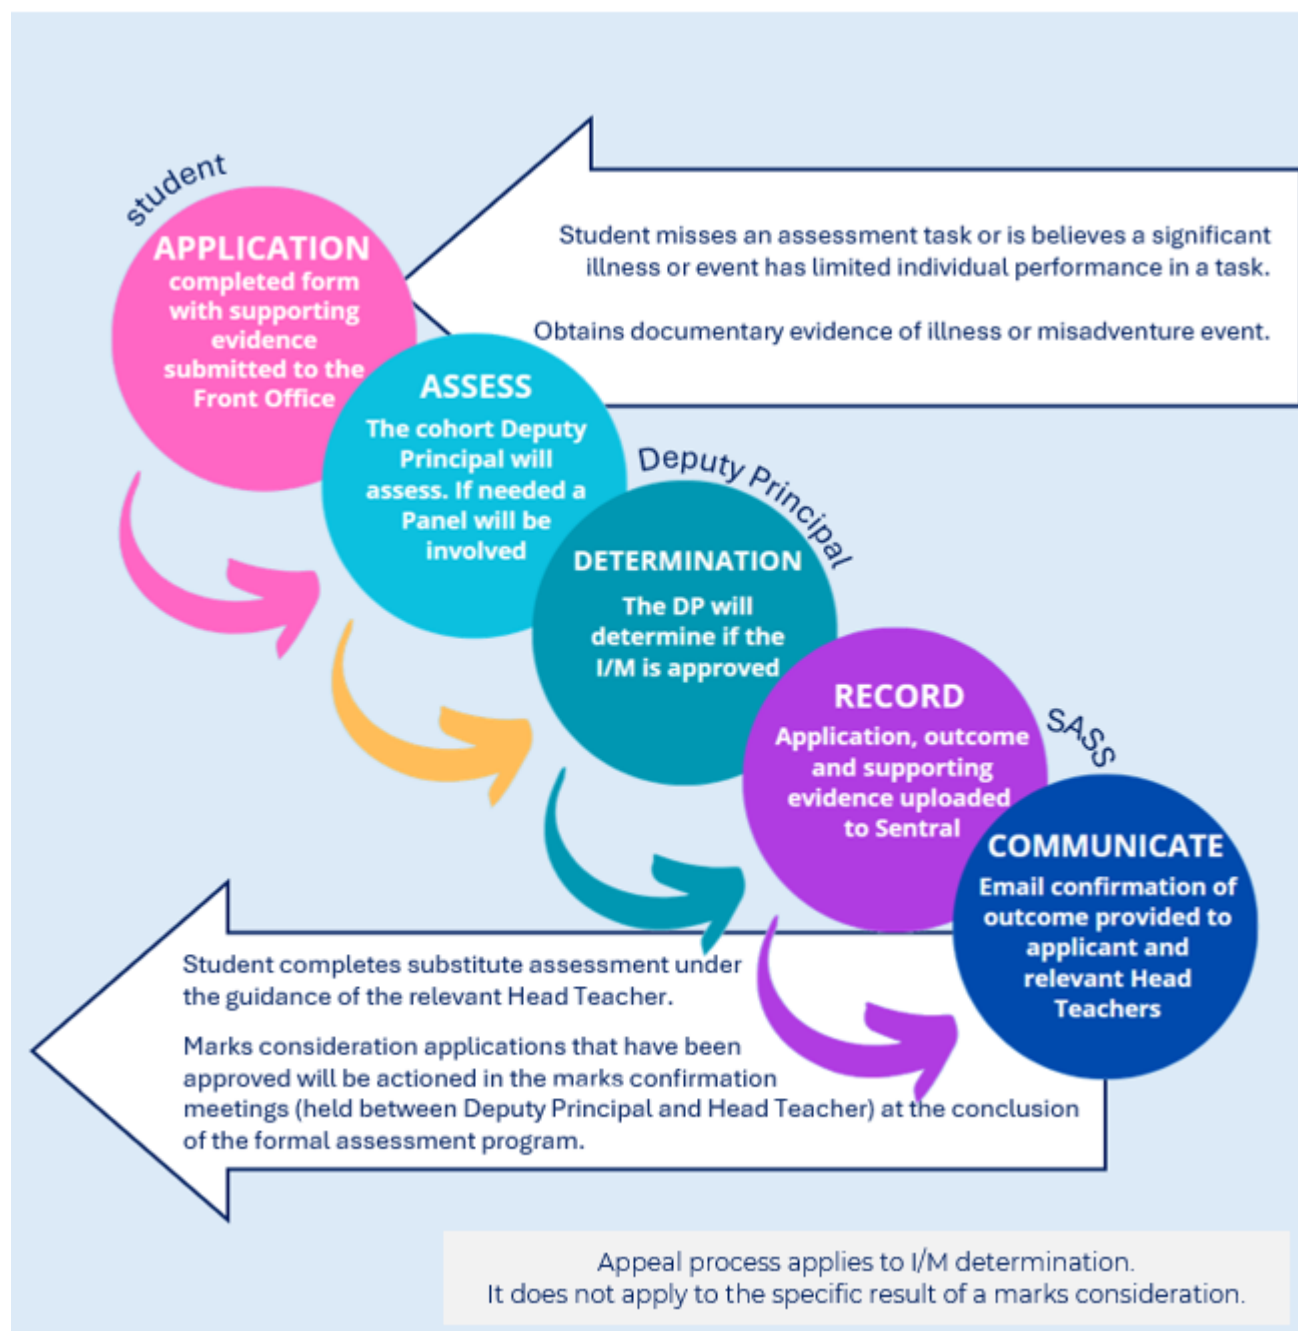 student
APPLICATION
completed form
with supporting
evidence
submitted to the
Front Office
Student misses an assessment task or is believes a significant
illness or event has limited individual performance in a task.
Obtains documentary evidence of illness or misadventure event.
ASSESS
The cohort Deputy
Principal will
assess. If needed a
Panel will be
involved
Deputy Principal
DETERMINATION
The DP will
determine if the
I/M is approved
RECORD
Application, outcome
and supporting
evidence uploaded
to Sentral
SASS
COMMUNICATE
Email confirmation of
outcome provided to
applicant and
relevant Head
Teachers
Student completes substitute assessment under
the guidance of the relevant Head Teacher.
Marks consideration applications that have been
approved will be actioned in the marks confirmation
meetings (held between Deputy Principal and Head Teacher) at the conclusion
of the formal assessment program.
Appeal process applies to I/M determination.
It does not apply to the specific result of a marks consideration.